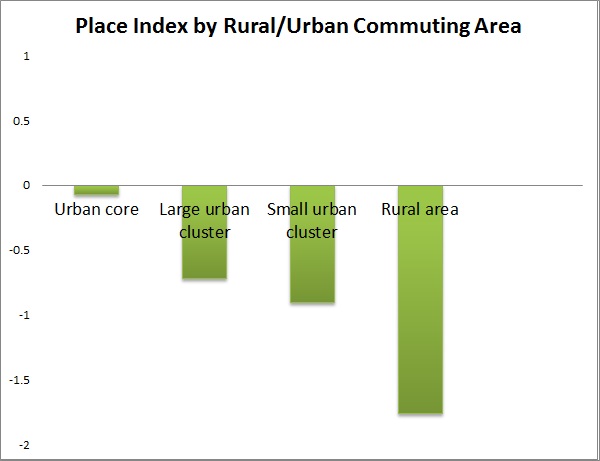 Place Index by Rural/Urban Commuting Area
1
0.5
0
Urban core Large urban Small urban Rural area
cluster cluster
-0.5
-1
-1.5
-2